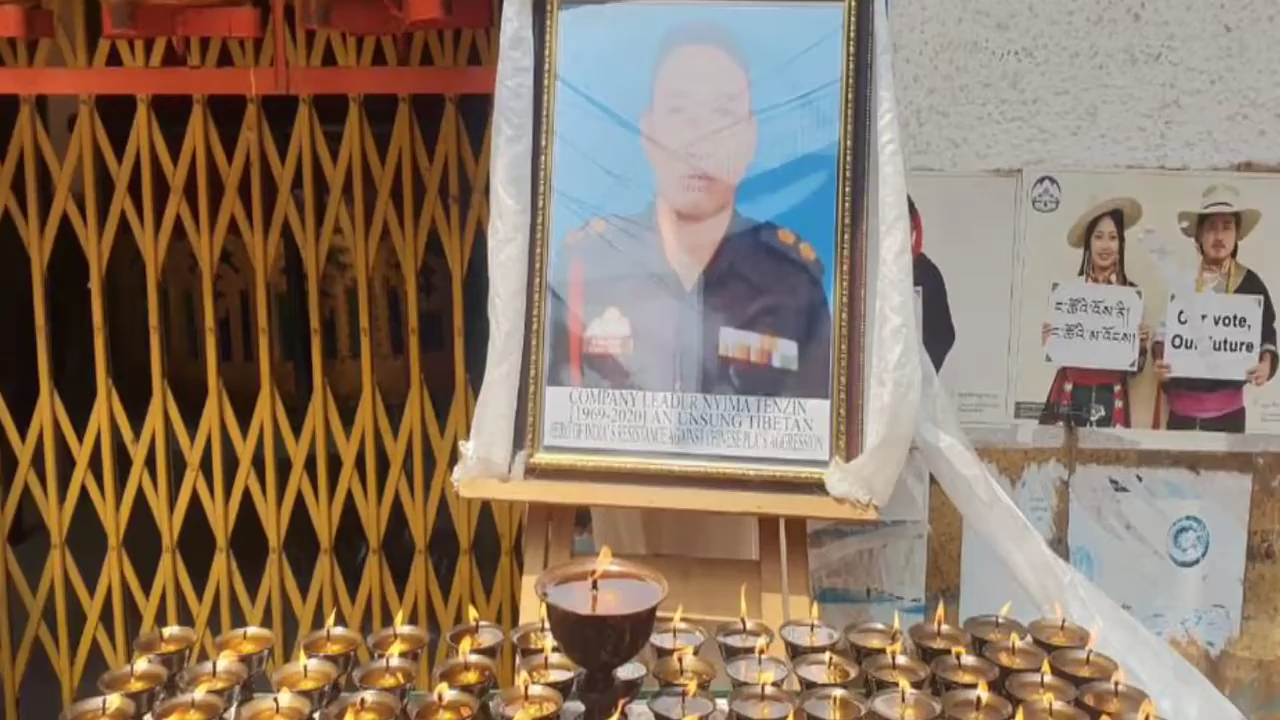 COMPANY LEADER NYIMA TENZIN
(1969-2020) AN UNSUNG TIBETAN
HERO OF INDIA'S RESISTANCE AGAINST CHINESE PLA'S AGGRESSION
ང་ཚོའི་འོས་ནི།
ང་ཚོའི་མ་འོངས།
Our vote,
Our future